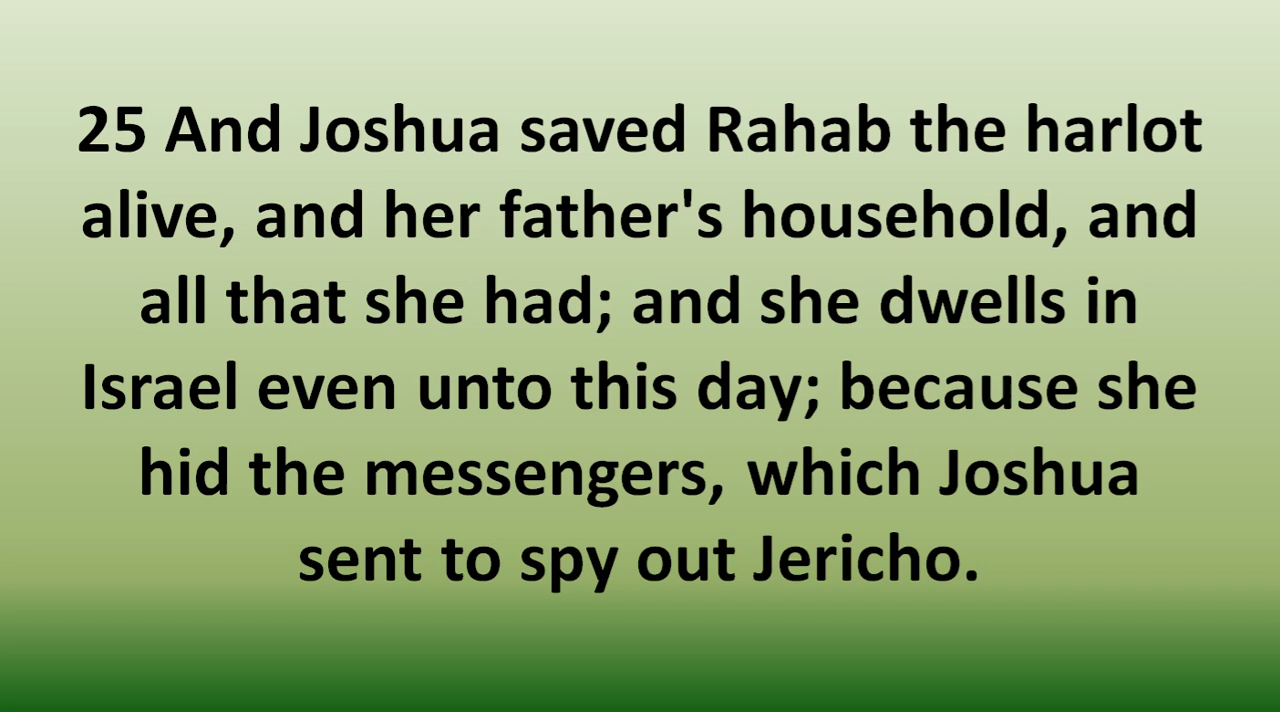 25 And Joshua saved Rahab the harlot
alive, and her father's household, and
all that she had; and she dwells in
Israel even unto this day; because she
hid the messengers, which Joshua
sent to spy out Jericho.